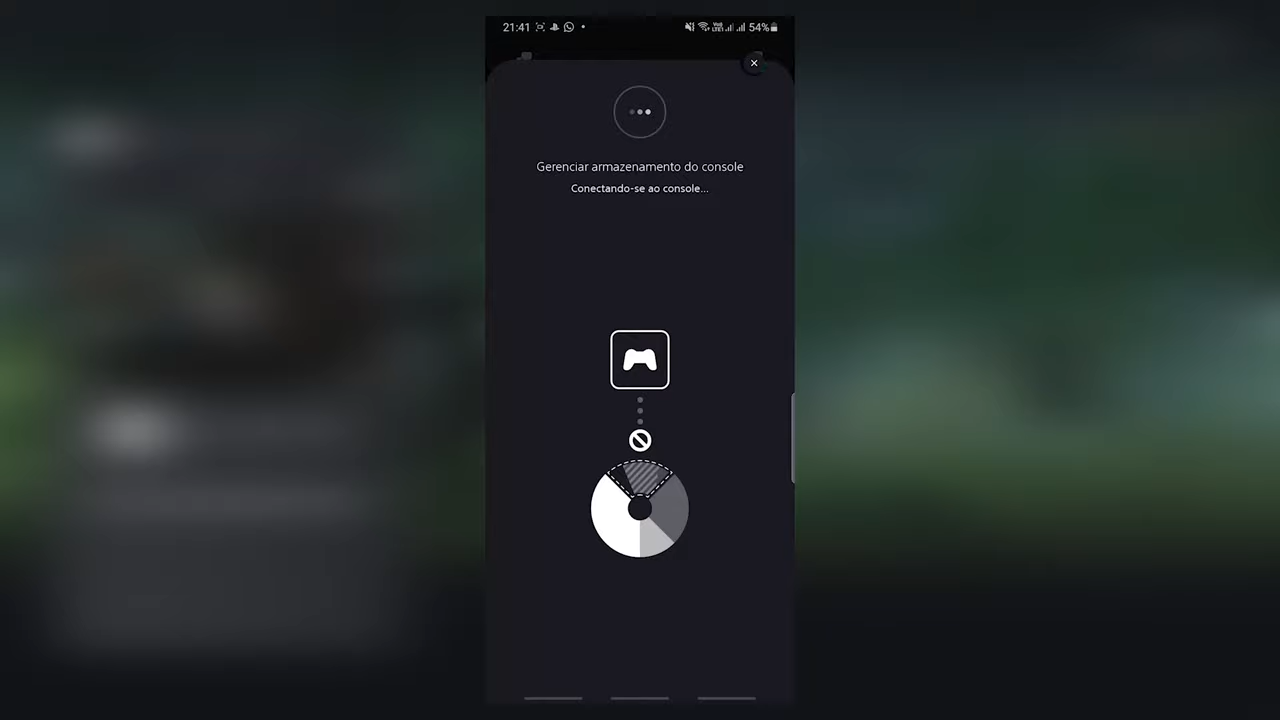 21:41 54%
Gerenciar armazenamento do console
Conectando-se ao console...